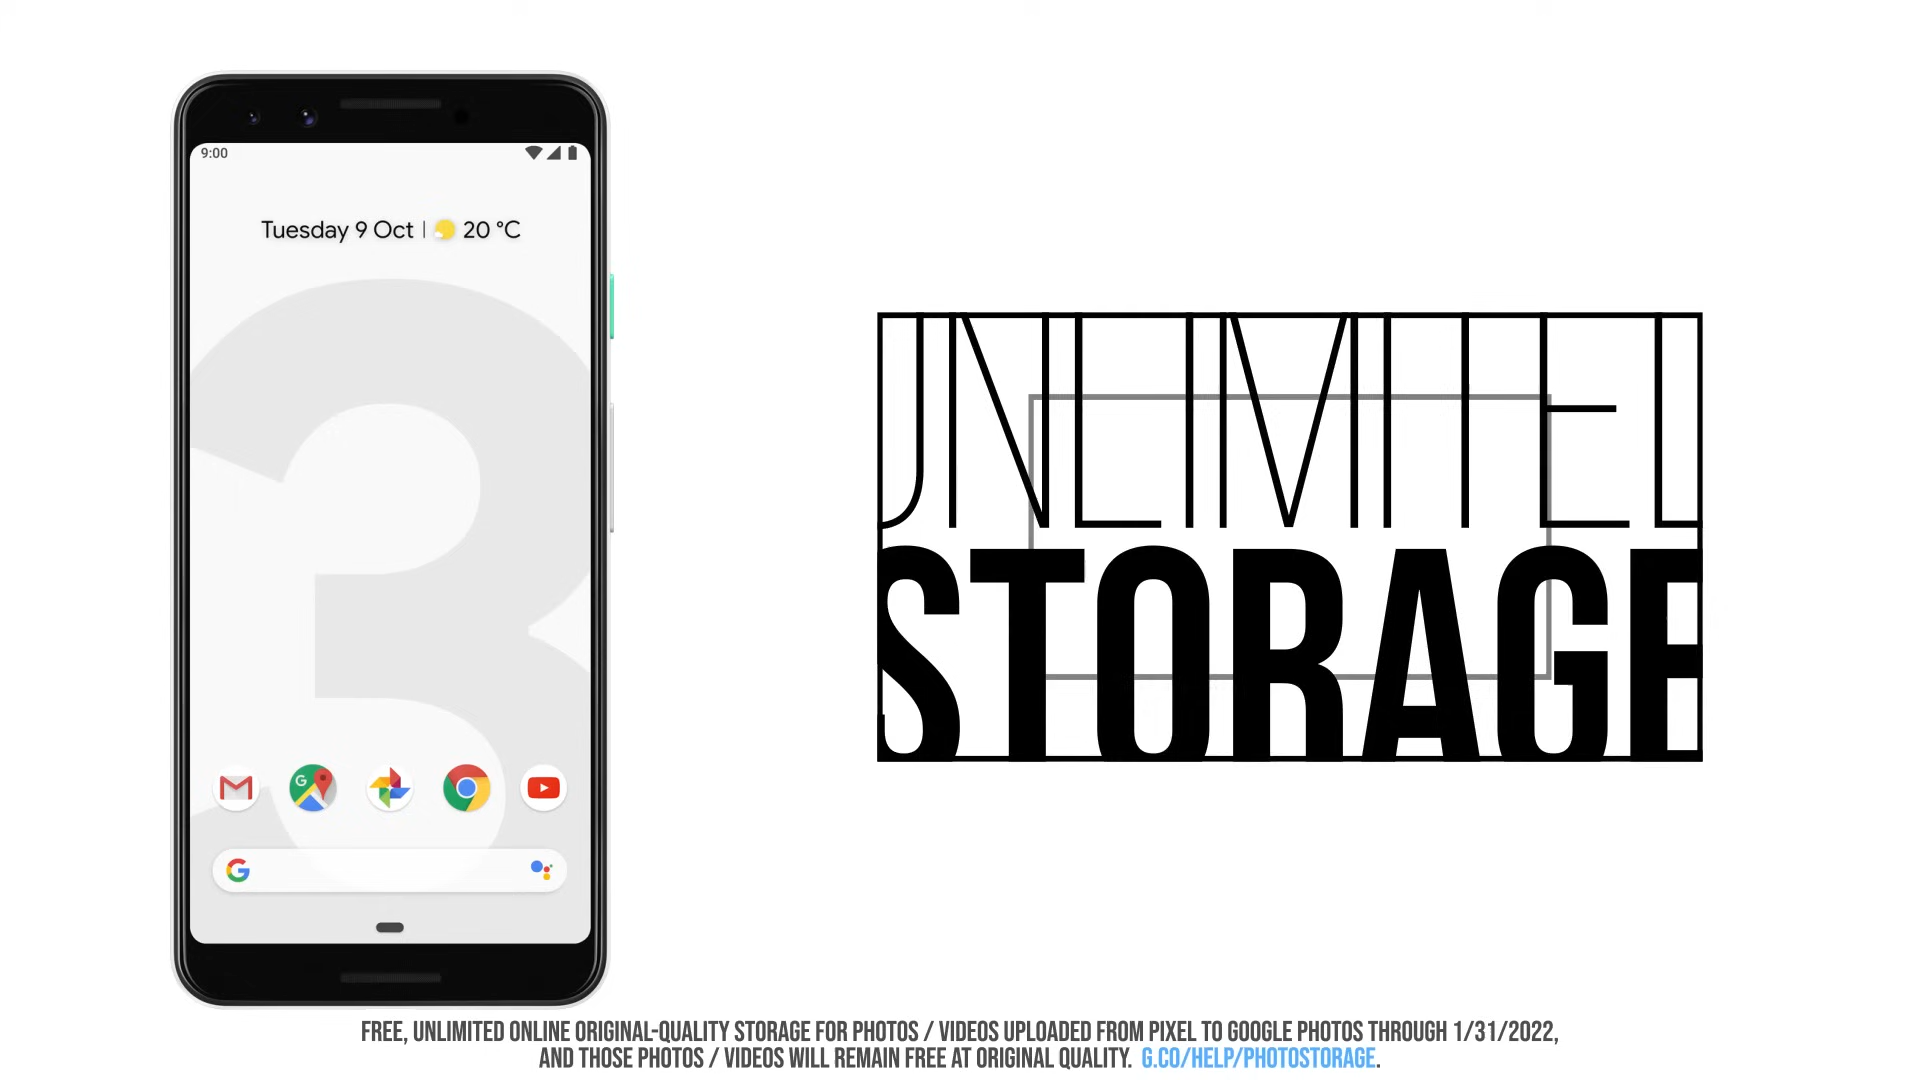 9:00
Tuesday 9 Oct | 20 °C
UNLIMITED
STORAGE
FREE, UNLIMITED ONLINE ORIGINAL-QUALITY STORAGE FOR PHOTOS / VIDEOS UPLOADED FROM PIXEL TO GOOGLE PHOTOS THROUGH 1/31/2022,
AND THOSE PHOTOS / VIDEOS WILL REMAIN FREE AT ORIGINAL QUALITY. G.CO/HELP/PHOTOSTORAGE.